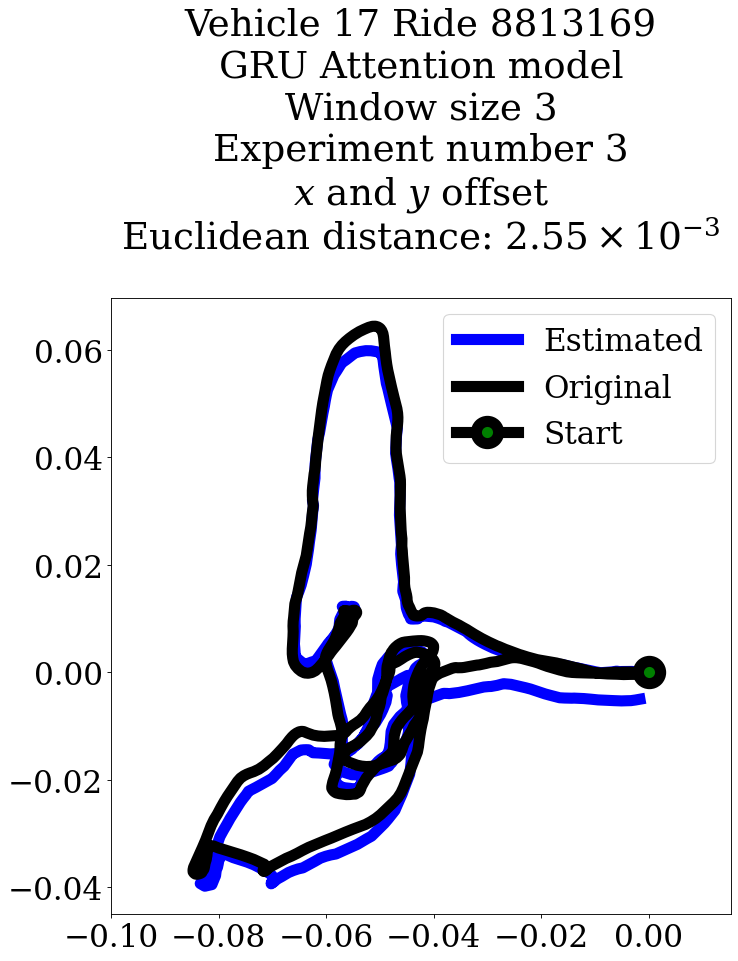 Vehicle 17 Ride 8813169
GRU Attention model
Window size 3
Experiment number 3
x and y offset
Euclidean distance: 2.55 × 10⁻³
Estimated
Original
Start
0.06
0.04
0.02
0.00
−0.02
−0.04
−0.10 −0.08 −0.06 −0.04 −0.02 0.00